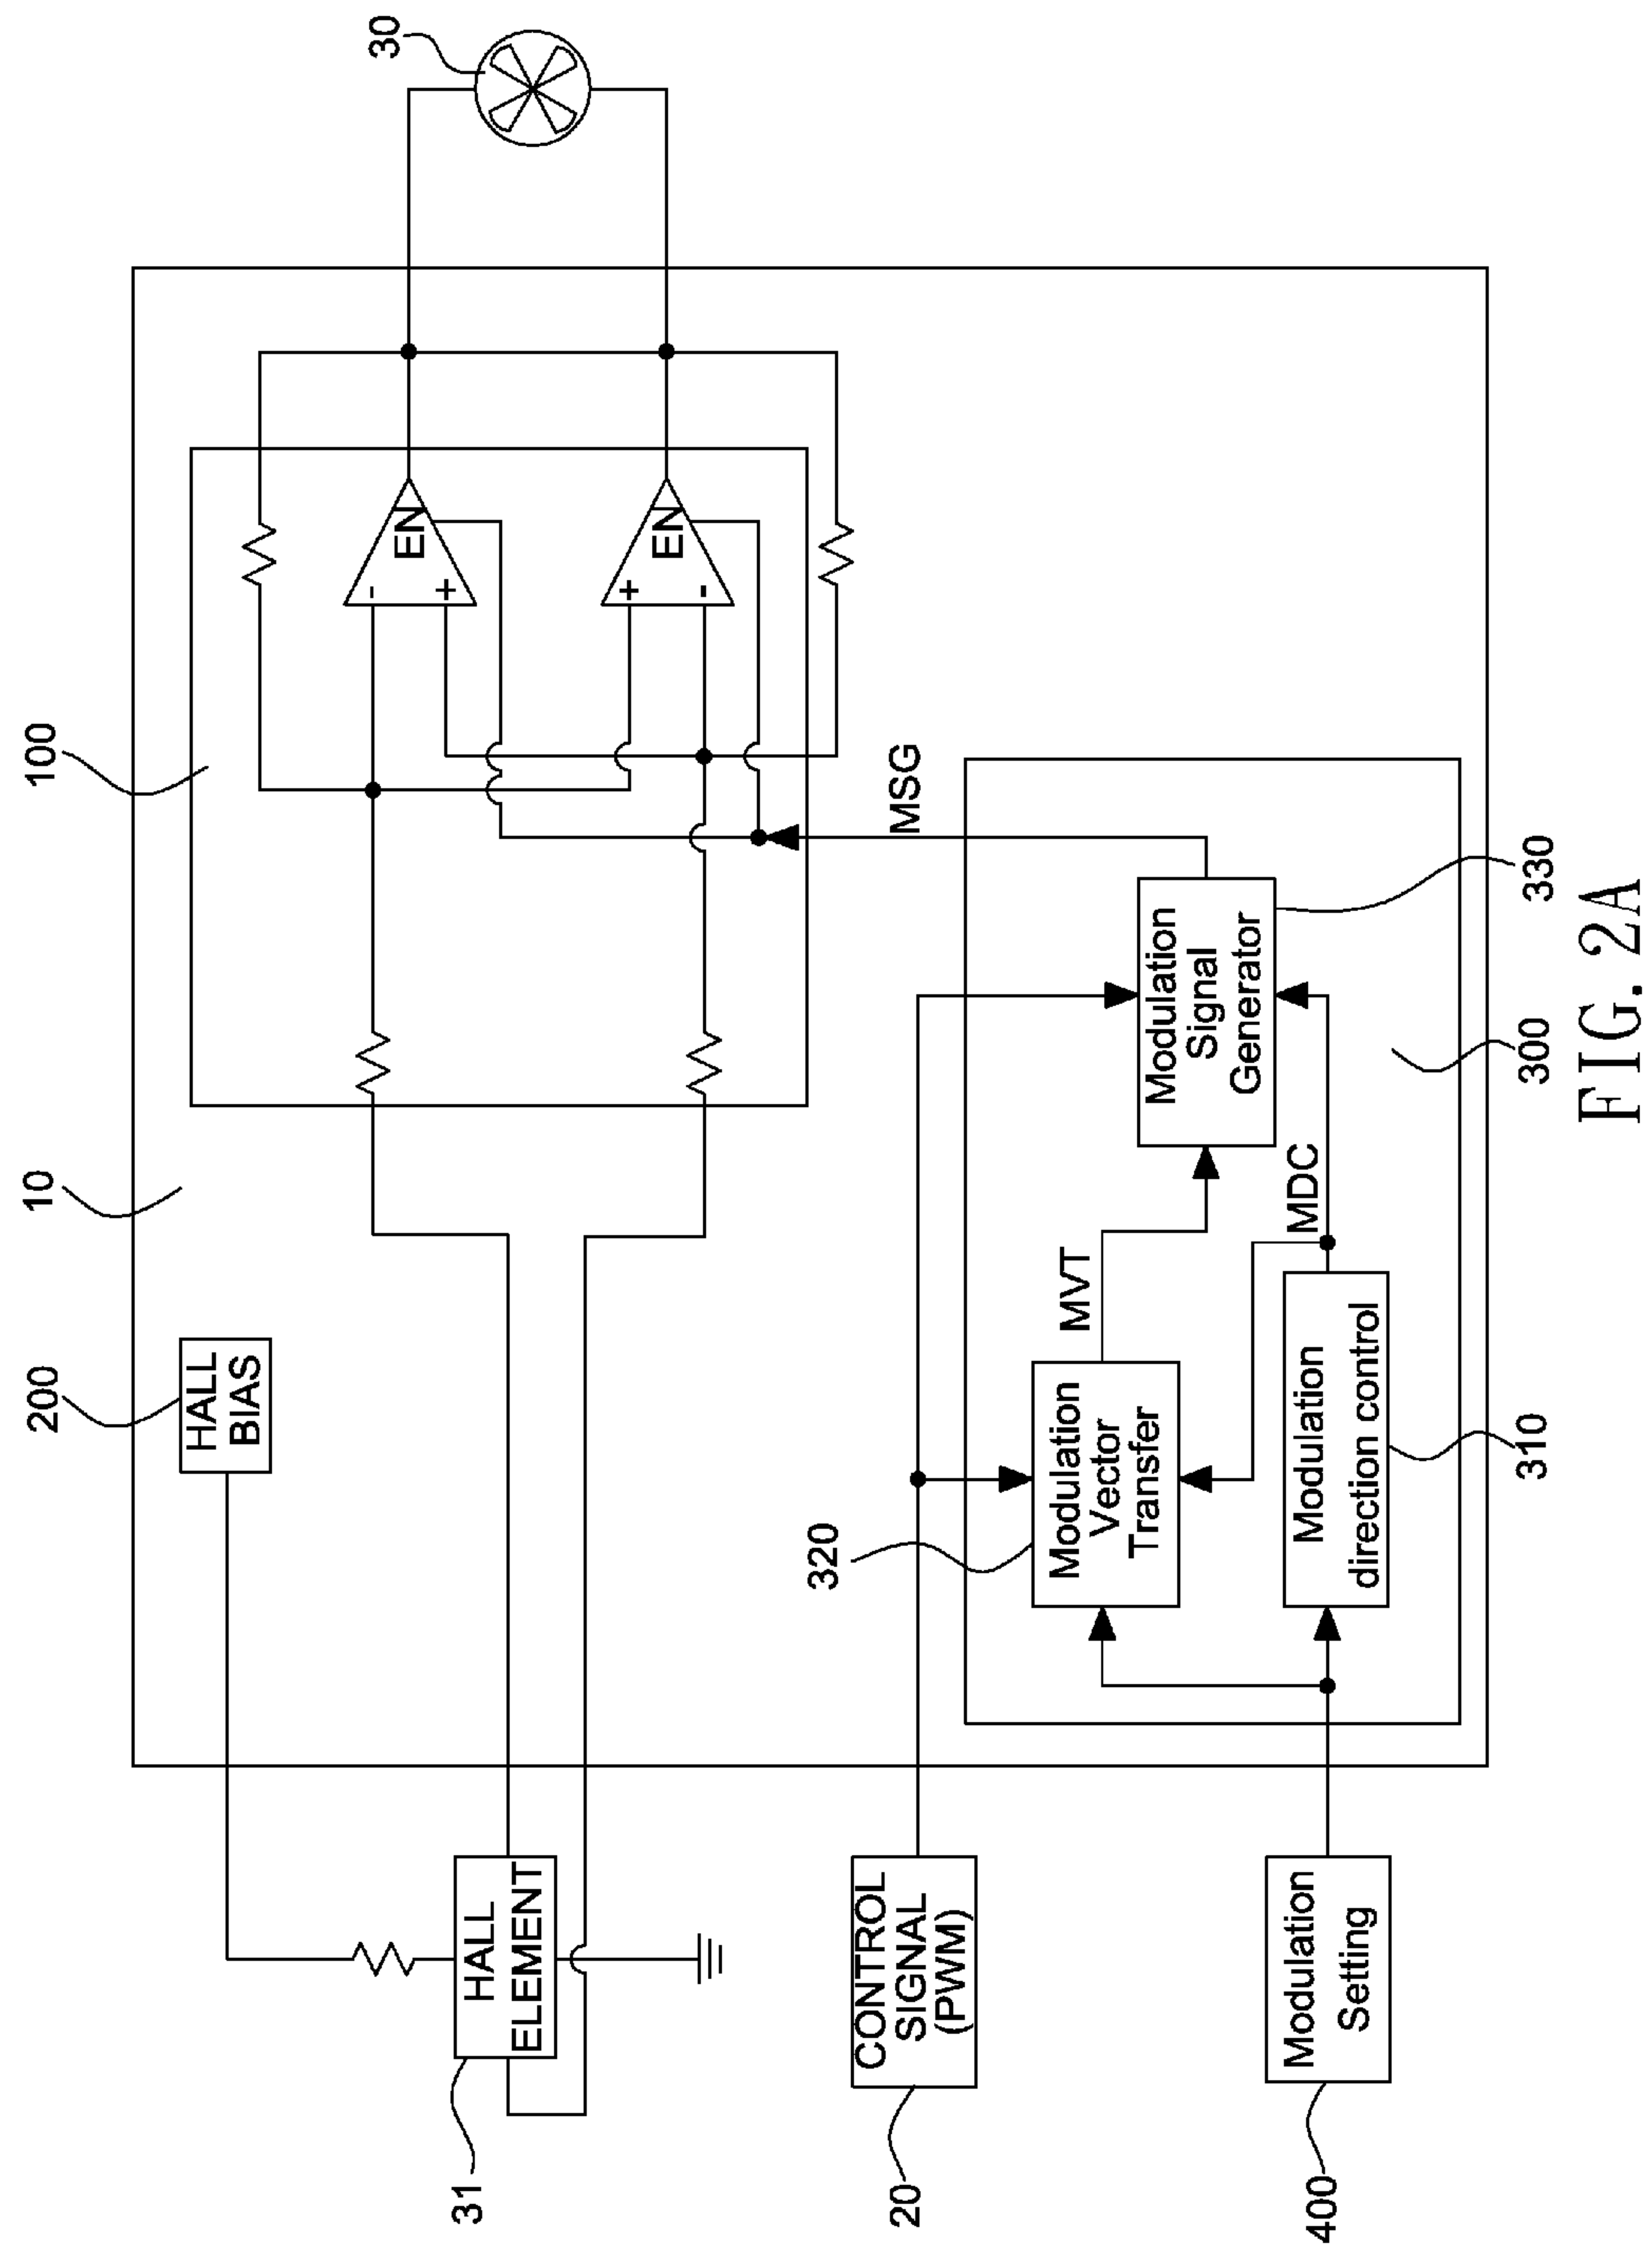 10
100
200
HALL
BIAS
30
-
+
EN
+
-
EN
31
HALL
ELEMENT
MSG
20
CONTROL
SIGNAL
(PWM)
320
Modulation
Vector
Transfer
MVT
Modulation
Signal
Generator
330
400
Modulation
Setting
Modulation
direction control
310
MDC
300
FIG. 2A